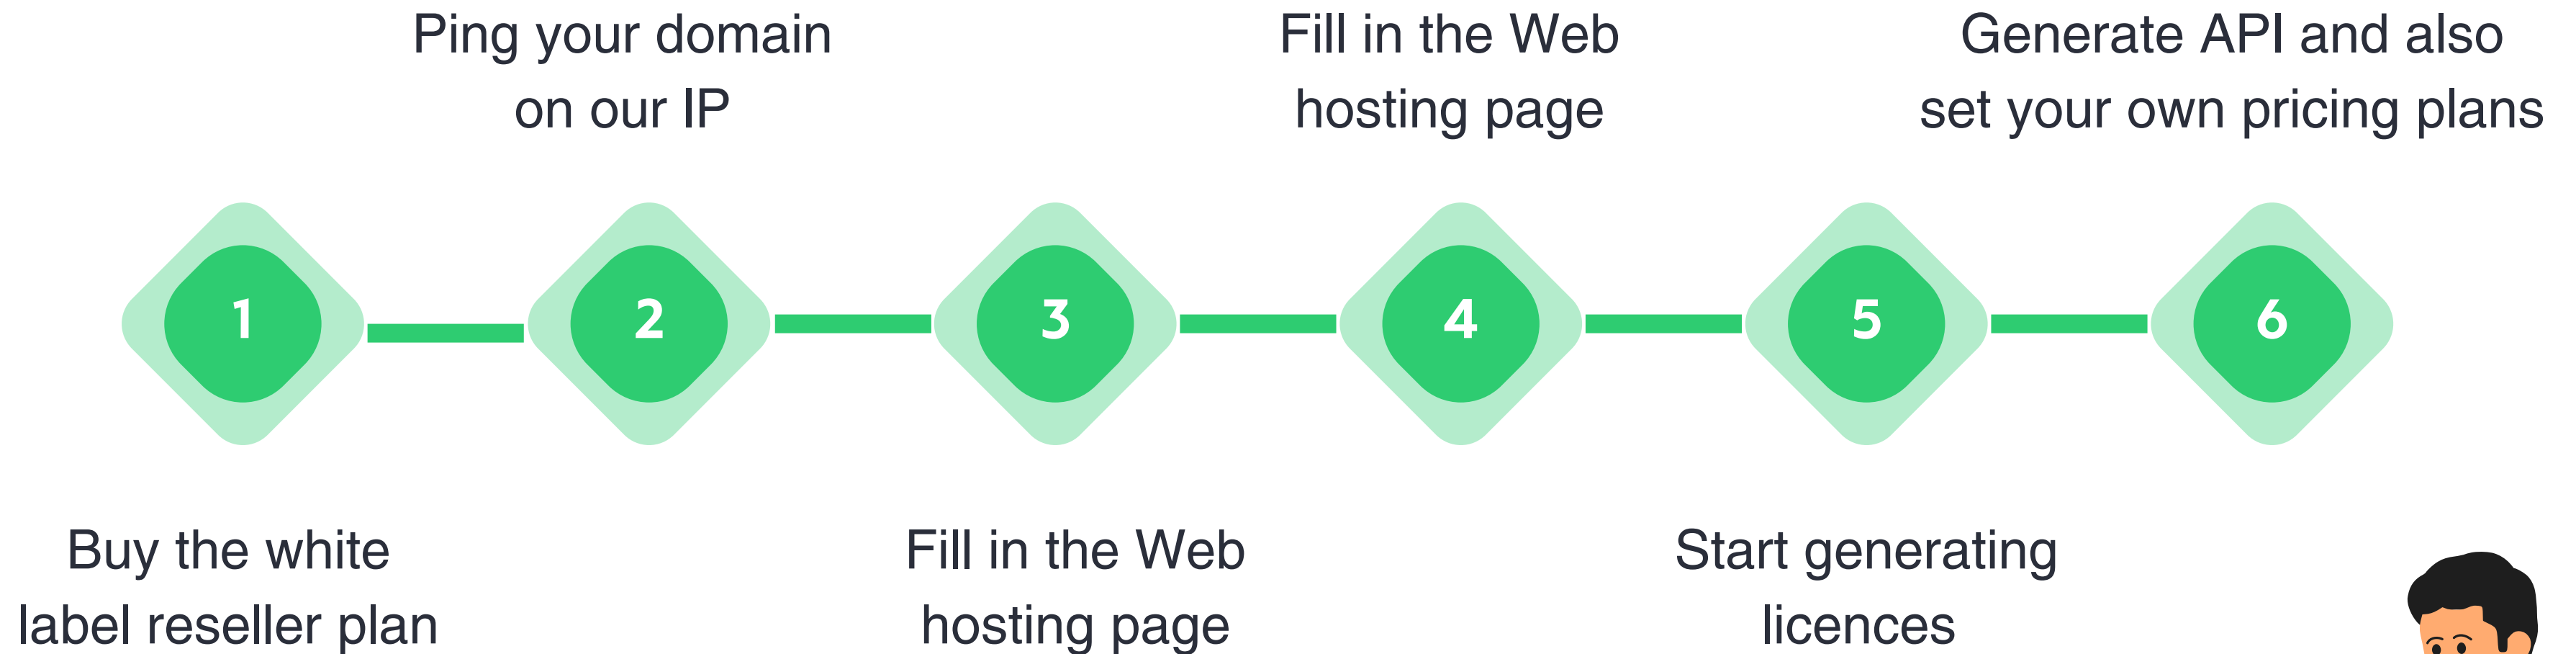 Ping your domain
on our IP
Fill in the Web
hosting page
Generate API and also
set your own pricing plans
1
2
3
4
5
6
Buy the white
label reseller plan
Fill in the Web
hosting page
Start generating
licences